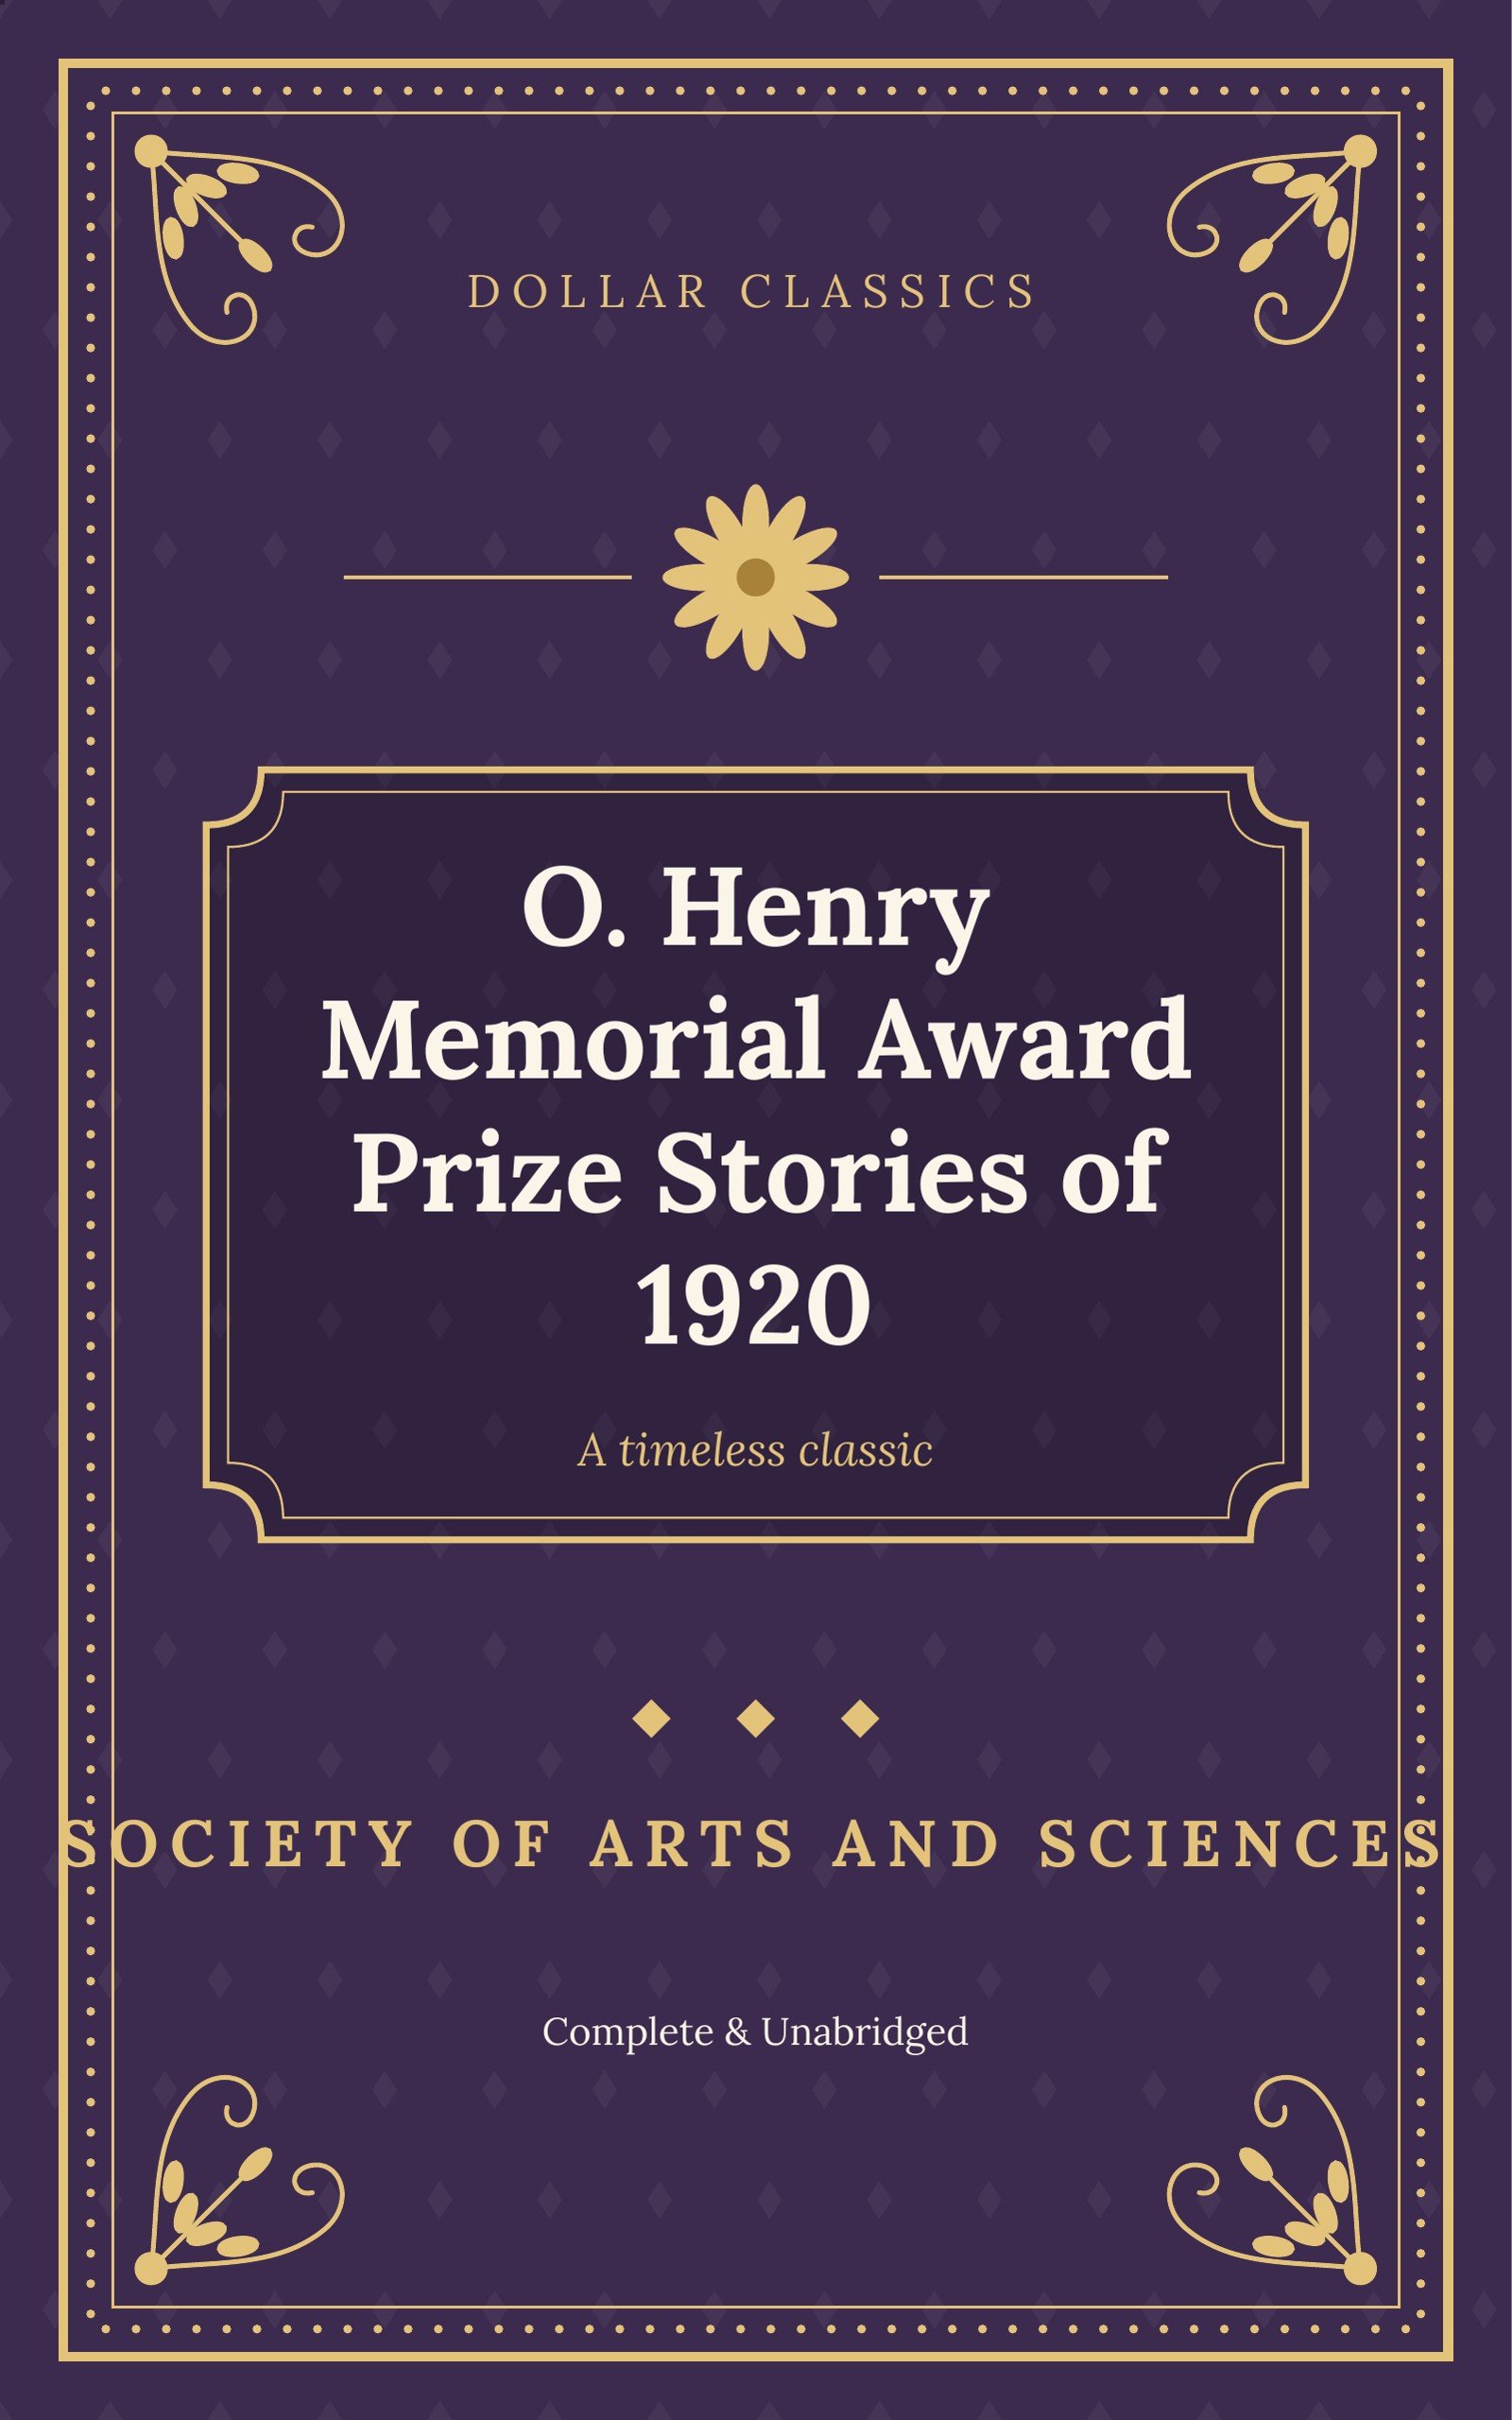 DOLLAR CLASSICS
O. Henry
Memorial Award
Prize Stories of
1920
A timeless classic
SOCIETY OF ARTS AND SCIENCES
Complete & Unabridged